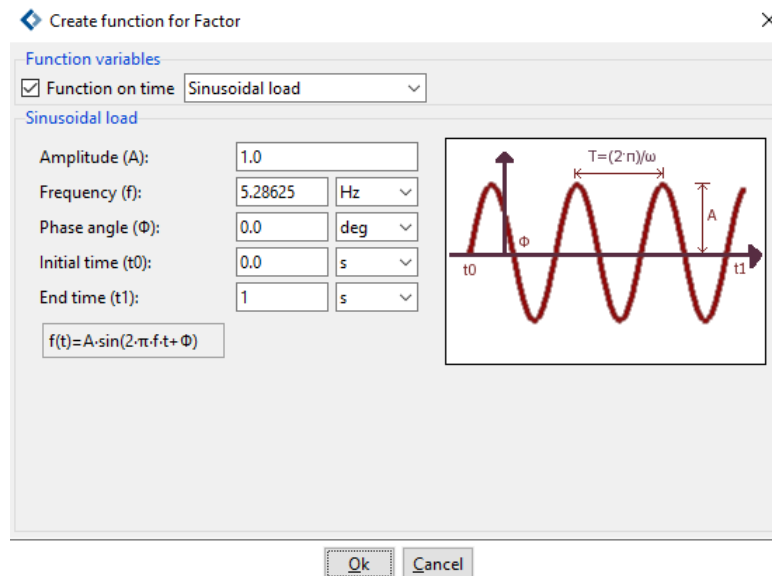 Create function for Factor
Function variables
Function on time Sinusoidal load
Sinusoidal load
Amplitude (A): 1.0
Frequency (f): 5.28625 Hz
Phase angle (Φ): 0.0 deg
Initial time (t0): 0.0 s
End time (t1): 1 s
f(t)=A·sin(2·π·f·t+Φ)
T=(2·π)/ω
A
Φ
t0
t1
Ok Cancel